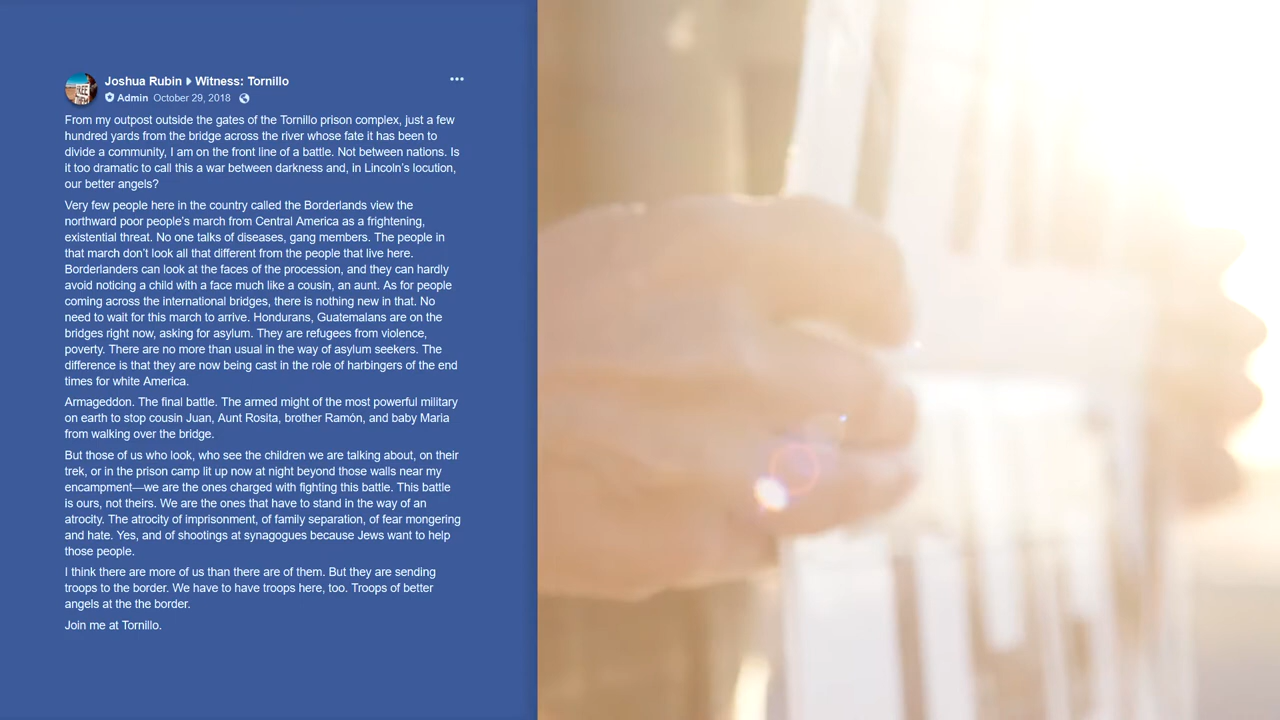 Joshua Rubin ▶ Witness: Tornillo
Admin October 29, 2018
From my outpost outside the gates of the Tornillo prison complex, just a few
hundred yards from the bridge across the river whose fate it has been to
divide a community, I am on the front line of a battle. Not between nations. Is
it too dramatic to call this a war between darkness and, in Lincoln's locution,
our better angels?
Very few people here in the country called the Borderlands view the
northward poor people's march from Central America as a frightening,
existential threat. No one talks of diseases, gang members. The people in
that march don't look all that different from the people that live here.
Borderlanders can look at the faces of the procession, and they can hardly
avoid noticing a child with a face much like a cousin, an aunt. As for people
coming across the international bridges, there is nothing new in that. No
need to wait for this march to arrive. Hondurans, Guatemalans are on the
bridges right now, asking for asylum. They are refugees from violence,
poverty. There are no more than usual in the way of asylum seekers. The
difference is that they are now being cast in the role of harbingers of the end
times for white America.
Armageddon. The final battle. The armed might of the most powerful military
on earth to stop cousin Juan, Aunt Rosita, brother Ramón, and baby Maria
from walking over the bridge.
But those of us who look, who see the children we are talking about, on their
trek, or in the prison camp lit up now at night beyond those walls near my
encampment—we are the ones charged with fighting this battle. This battle
is ours, not theirs. We are the ones that have to stand in the way of an
atrocity. The atrocity of imprisonment, of family separation, of fear mongering
and hate. Yes, and of shootings at synagogues because Jews want to help
those people.
I think there are more of us than there are of them. But they are sending
troops to the border. We have to have troops here, too. Troops of better
angels at the the border.
Join me at Tornillo.